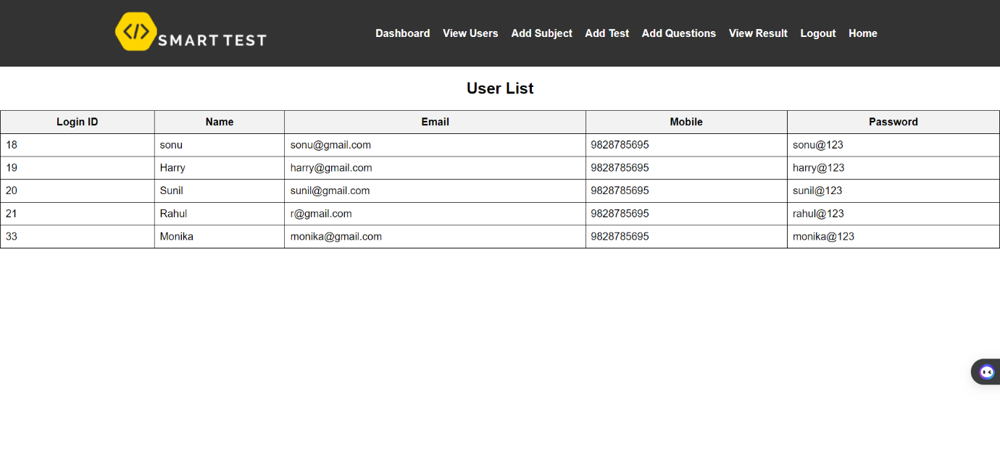 </> SMART TEST
Dashboard View Users Add Subject Add Test Add Questions View Result Logout Home
User List
Login ID Name Email Mobile Password
18 sonu sonu@gmail.com 9828785695 sonu@123
19 Harry harry@gmail.com 9828785695 harry@123
20 Sunil sunil@gmail.com 9828785695 sunil@123
21 Rahul r@gmail.com 9828785695 rahul@123
33 Monika monika@gmail.com 9828785695 monika@123